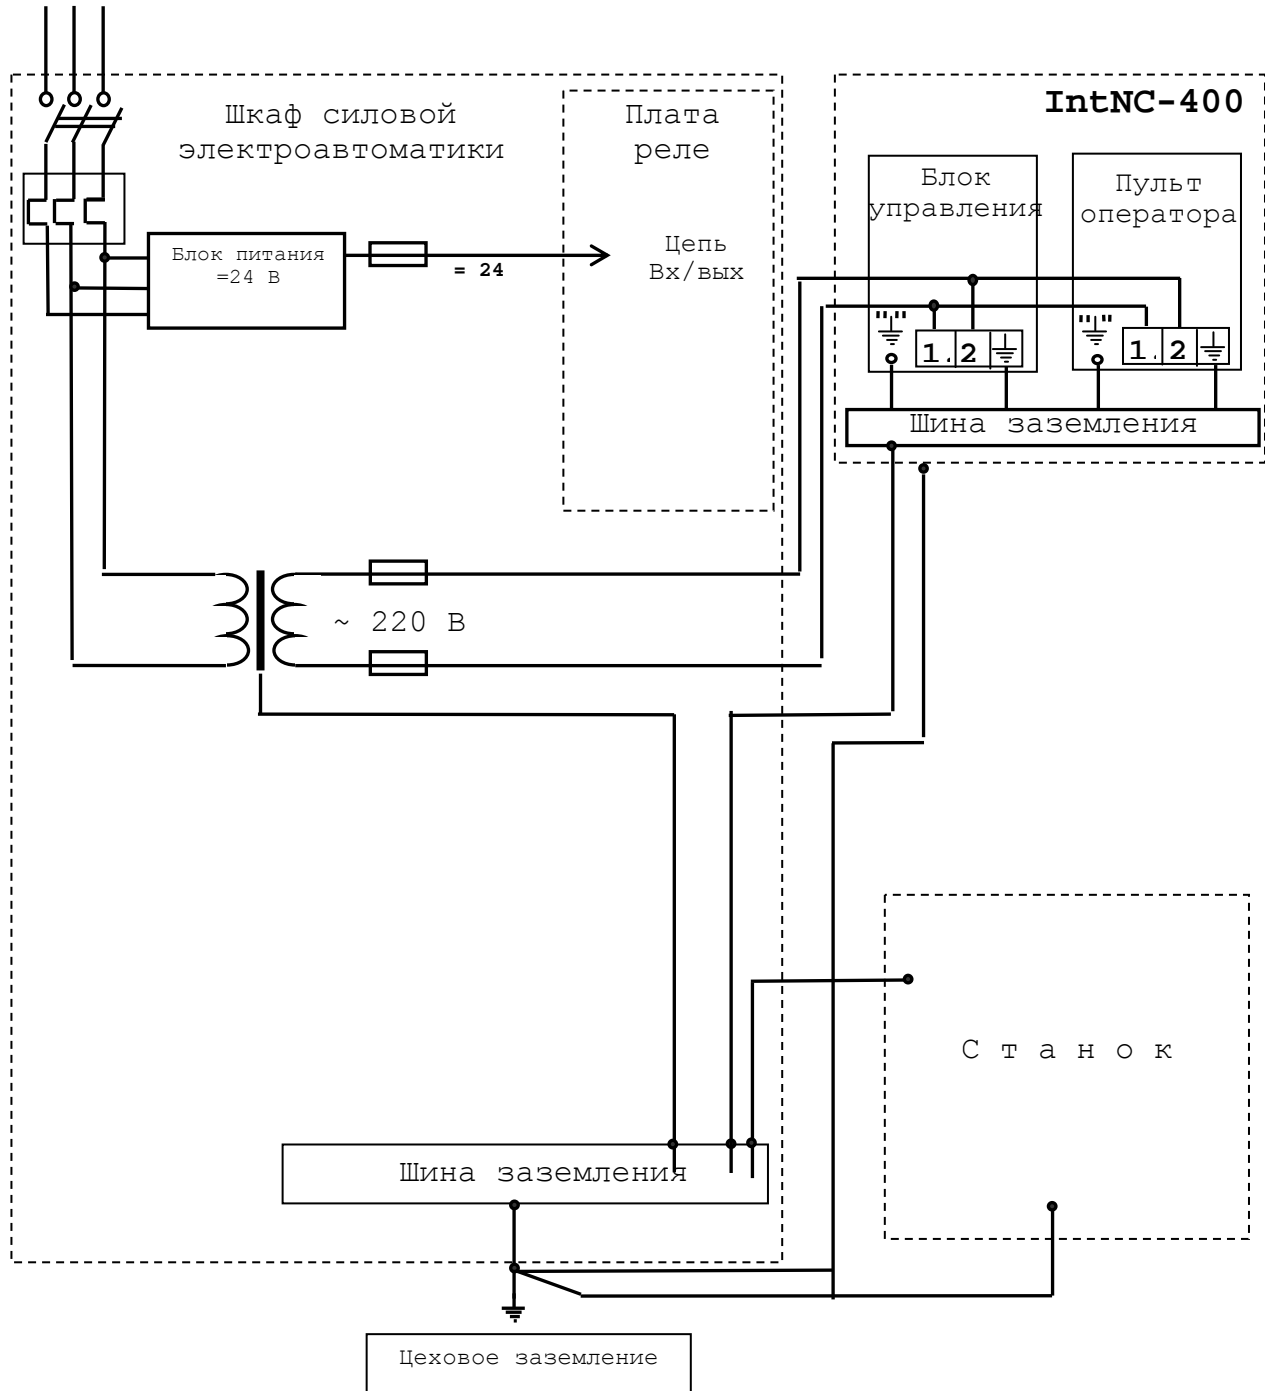 IntNC-400
Шкаф силовой
электроавтоматики
Плата
реле
Блок
управления
Пульт
оператора
Блок питания
=24 В
= 24
Цепь
Вх/вых
1.
2
1.
2
Шина заземления
~ 220 В
С т а н о к
Шина заземления
Цеховое заземление